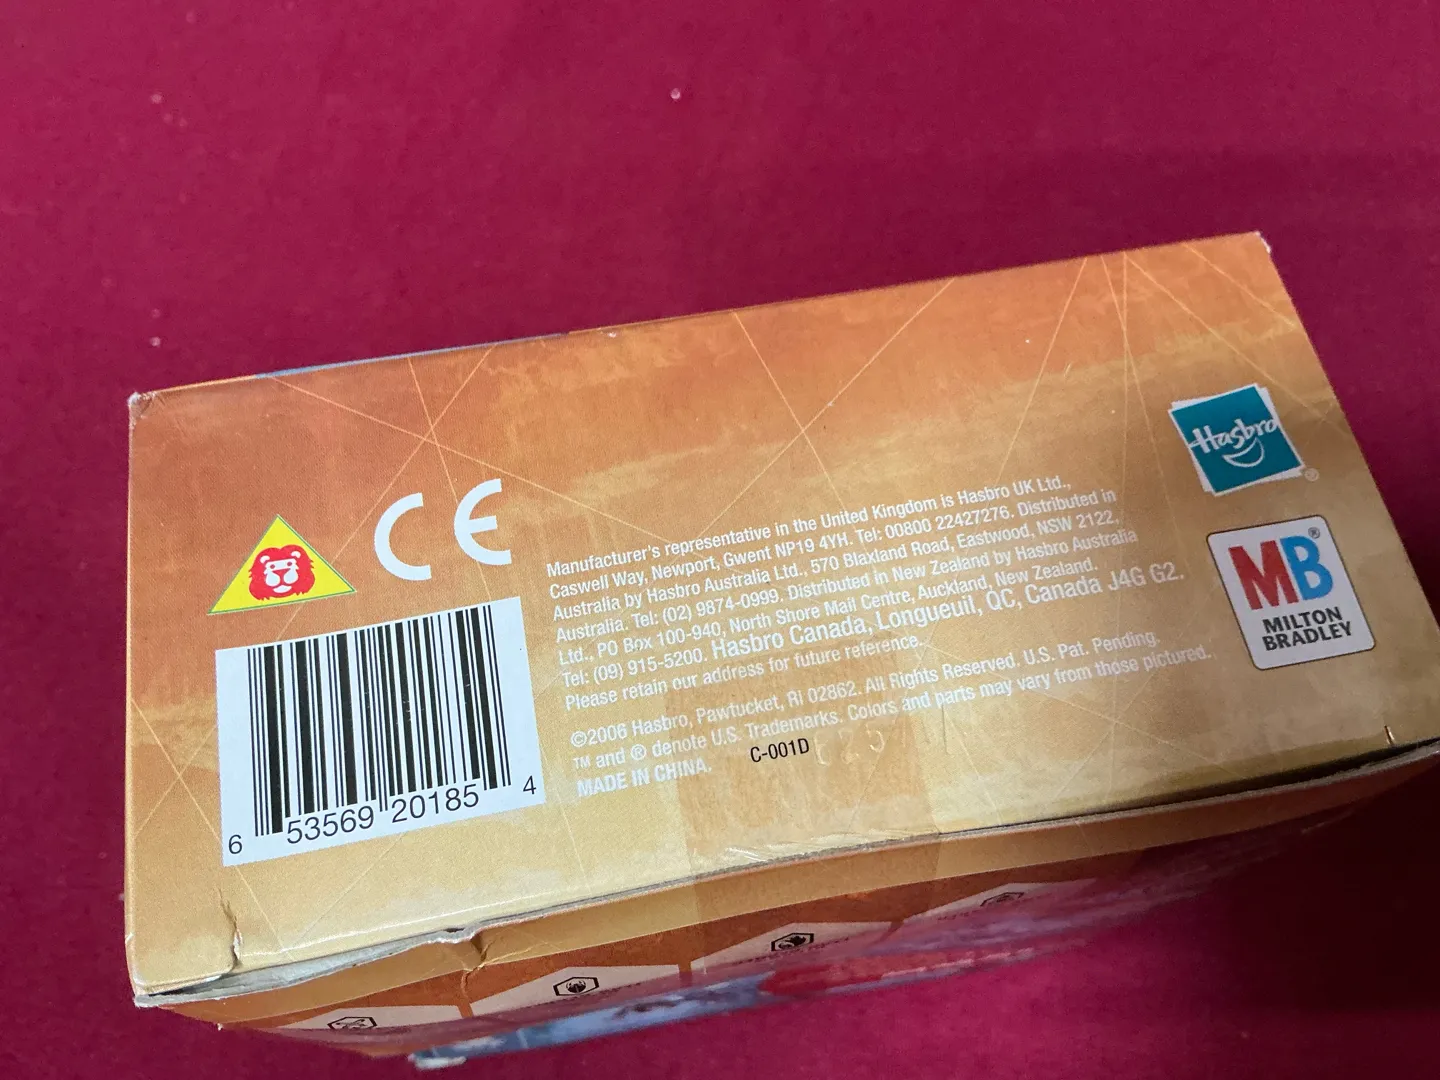 CE
Manufacturer's representative in the United Kingdom is Hasbro UK Ltd.,
Caswell Way, Newport, Gwent NP19 4YH. Tel: 00800 22427276. Distributed in
Australia by Hasbro Australia Ltd., 570 Blaxland Road, Eastwood, NSW 2122,
Australia. Tel: (02) 9874-0999. Distributed in New Zealand by Hasbro Australia
Ltd., PO Box 100-940, North Shore Mail Centre, Auckland, New Zealand.
Tel: (09) 915-5200. Hasbro Canada, Longueuil, QC, Canada J4G G2.
Please retain our address for future reference.
©2006 Hasbro, Pawtucket, RI 02862. All Rights Reserved. U.S. Pat. Pending.
TM and ® denote U.S. Trademarks. Colors and parts may vary from those pictured.
MADE IN CHINA.
C-001D
6 53569 20185 4
Hasbro
®
MB®
MILTON
BRADLEY